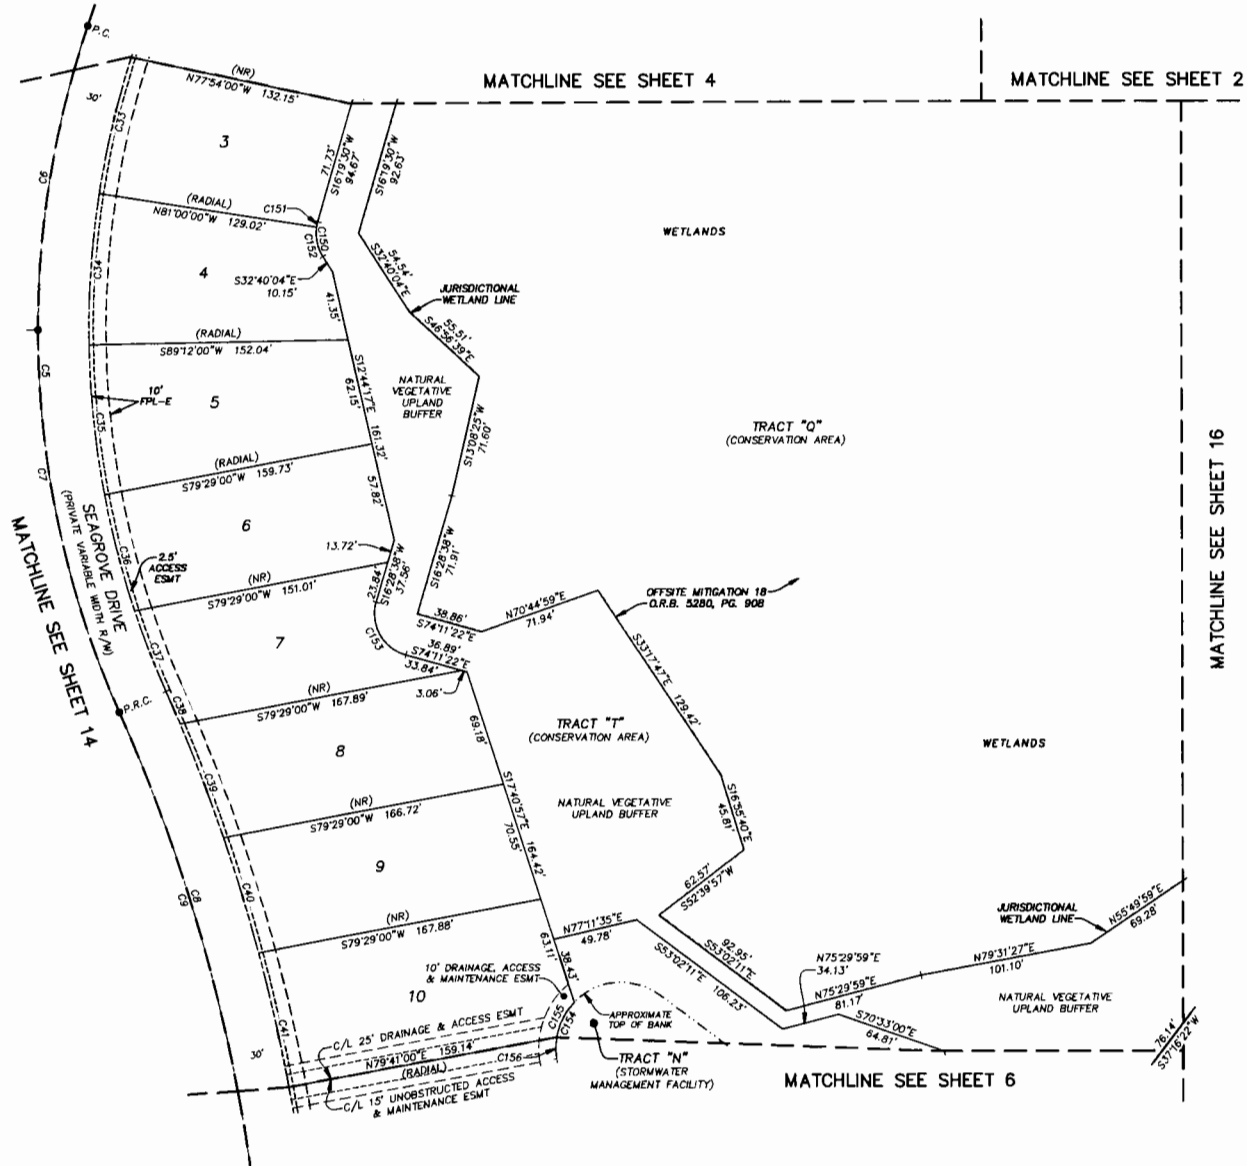 P.C.
MATCHLINE SEE SHEET 4
MATCHLINE SEE SHEET 2
(NR)
N77°54'00"W 132.15'
30'
C33
3
71.73'
S16°19'30"W
94.67'
S16°19'30"W
92.63'
C6
(RADIAL)
N81°00'00"W 129.02'
C151
C150
C152
WETLANDS
C34
4
S32°40'04"E
10.15'
54.54'
S32°40'04"E
JURISDICTIONAL
WETLAND LINE
41.35'
55.51'
S46°56'39"E
(RADIAL)
S89°12'00"W 152.04'
C5
10'
FPL-E
5
S12°44'17"E 161.32'
62.15'
NATURAL
VEGETATIVE
UPLAND
BUFFER
S13°08'25"W
71.60'
TRACT "Q"
(CONSERVATION AREA)
C35
MATCHLINE SEE SHEET 16
(RADIAL)
S79°29'00"W 159.73'
C7
57.82'
SEAGROVE DRIVE
(PRIVATE VARIABLE WIDTH R/W)
MATCHLINE SEE SHEET 14
6
13.72'
C36
2.5'
ACCESS
ESMT
S16°28'38"W
71.91'
(NR)
S79°29'00"W 151.01'
23.84'
S16°28'38"W
37.56'
OFFSITE MITIGATION 18
O.R.B. 5280, PG. 908
38.86'
S74°11'22"E
N70°44'59"E
71.94'
7
C153
36.89'
S74°11'22"E
33.84'
C37
S33°17'47"E 129.42'
(NR)
S79°29'00"W 167.89'
3.06'
C38
P.R.C.
69.18'
TRACT "T"
(CONSERVATION AREA)
8
WETLANDS
C39
(NR)
S79°29'00"W 166.72'
S17°40'57"E 164.42'
70.55'
NATURAL VEGETATIVE
UPLAND BUFFER
S16°55'40"E
45.81'
9
62.57'
S52°39'57"W
C8
C9
C40
(NR)
S79°29'00"W 167.88'
JURISDICTIONAL
WETLAND LINE
N55°49'59"E
69.28'
N77°11'35"E
49.78'
63.11'
38.43'
92.95'
S53°02'11"E
S53°02'11"E 106.23'
N75°29'59"E
34.13'
N79°31'27"E
101.10'
N75°29'59"E
81.17'
10' DRAINAGE, ACCESS
& MAINTENANCE ESMT
10
NATURAL VEGETATIVE
UPLAND BUFFER
APPROXIMATE
TOP OF BANK
C155
C154
C41
C/L 25' DRAINAGE & ACCESS ESMT
S70°33'00"E
64.81'
76.14'
S37°16'22"W
30'
N79°41'00"E 159.14'
(RADIAL)
C156
TRACT "N"
(STORMWATER
MANAGEMENT FACILITY)
MATCHLINE SEE SHEET 6
C/L 15' UNOBSTRUCTED ACCESS
& MAINTENANCE ESMT